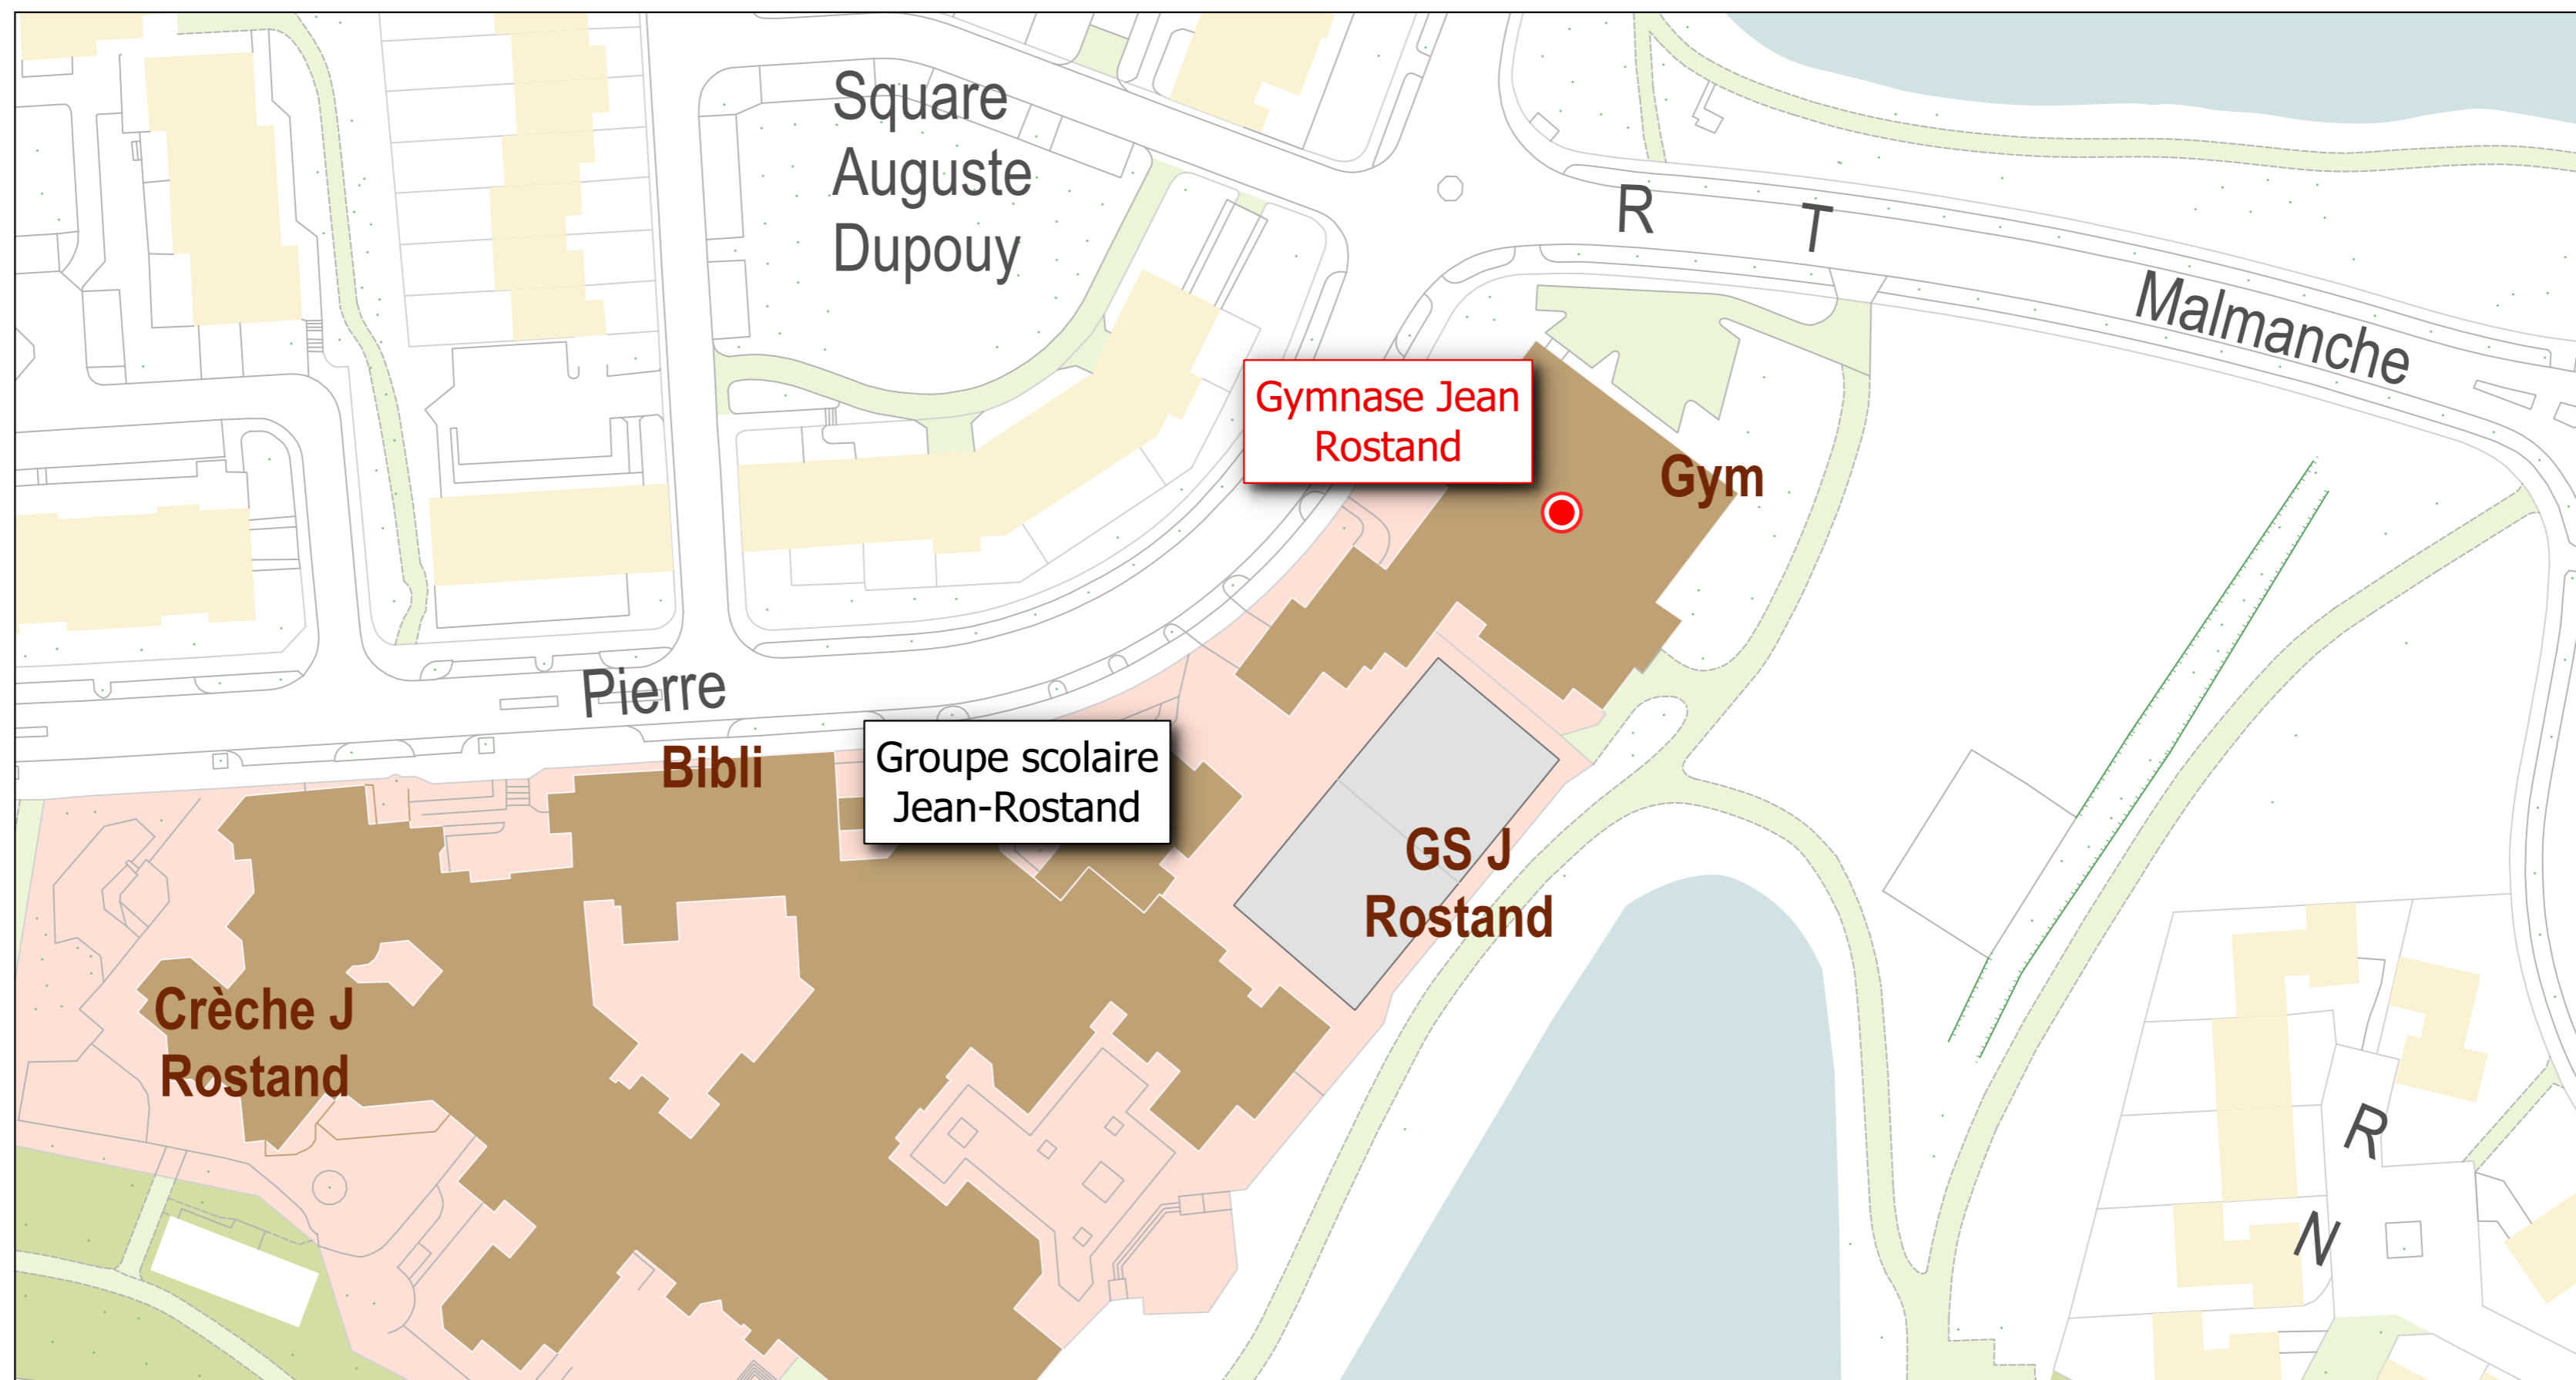 Square
Auguste
Dupouy
R T
Malmanche
Gymnase Jean
Rostand
Gym
Pierre
Bibli
Groupe scolaire
Jean-Rostand
GS J
Rostand
Crèche J
Rostand
R
N